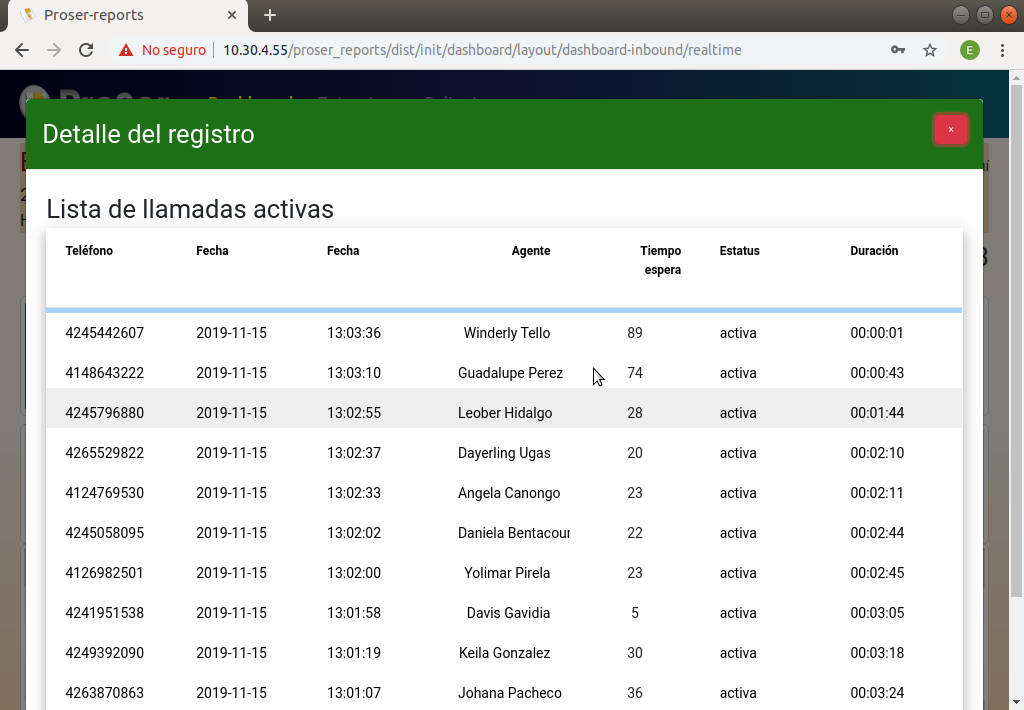 Proser-reports
No seguro
10.30.4.55/proser_reports/dist/init/dashboard/layout/dashboard-inbound/realtime
E
Detalle del registro
×
Lista de llamadas activas
Teléfono Fecha Fecha Agente Tiempo espera Estatus Duración
4245442607 2019-11-15 13:03:36 Winderly Tello 89 activa 00:00:01
4148643222 2019-11-15 13:03:10 Guadalupe Perez 74 activa 00:00:43
4245796880 2019-11-15 13:02:55 Leober Hidalgo 28 activa 00:01:44
4265529822 2019-11-15 13:02:37 Dayerling Ugas 20 activa 00:02:10
4124769530 2019-11-15 13:02:33 Angela Canongo 23 activa 00:02:11
4245058095 2019-11-15 13:02:02 Daniela Bentacour 22 activa 00:02:44
4126982501 2019-11-15 13:02:00 Yolimar Pirela 23 activa 00:02:45
4241951538 2019-11-15 13:01:58 Davis Gavidia 5 activa 00:03:05
4249392090 2019-11-15 13:01:19 Keila Gonzalez 30 activa 00:03:18
4263870863 2019-11-15 13:01:07 Johana Pacheco 36 activa 00:03:24